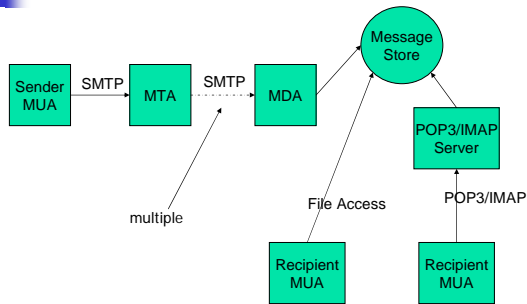 Message
Store
Sender
MUA
SMTP
MTA
SMTP
MDA
POP3/IMAP
Server
multiple
File Access
POP3/IMAP
Recipient
MUA
Recipient
MUA